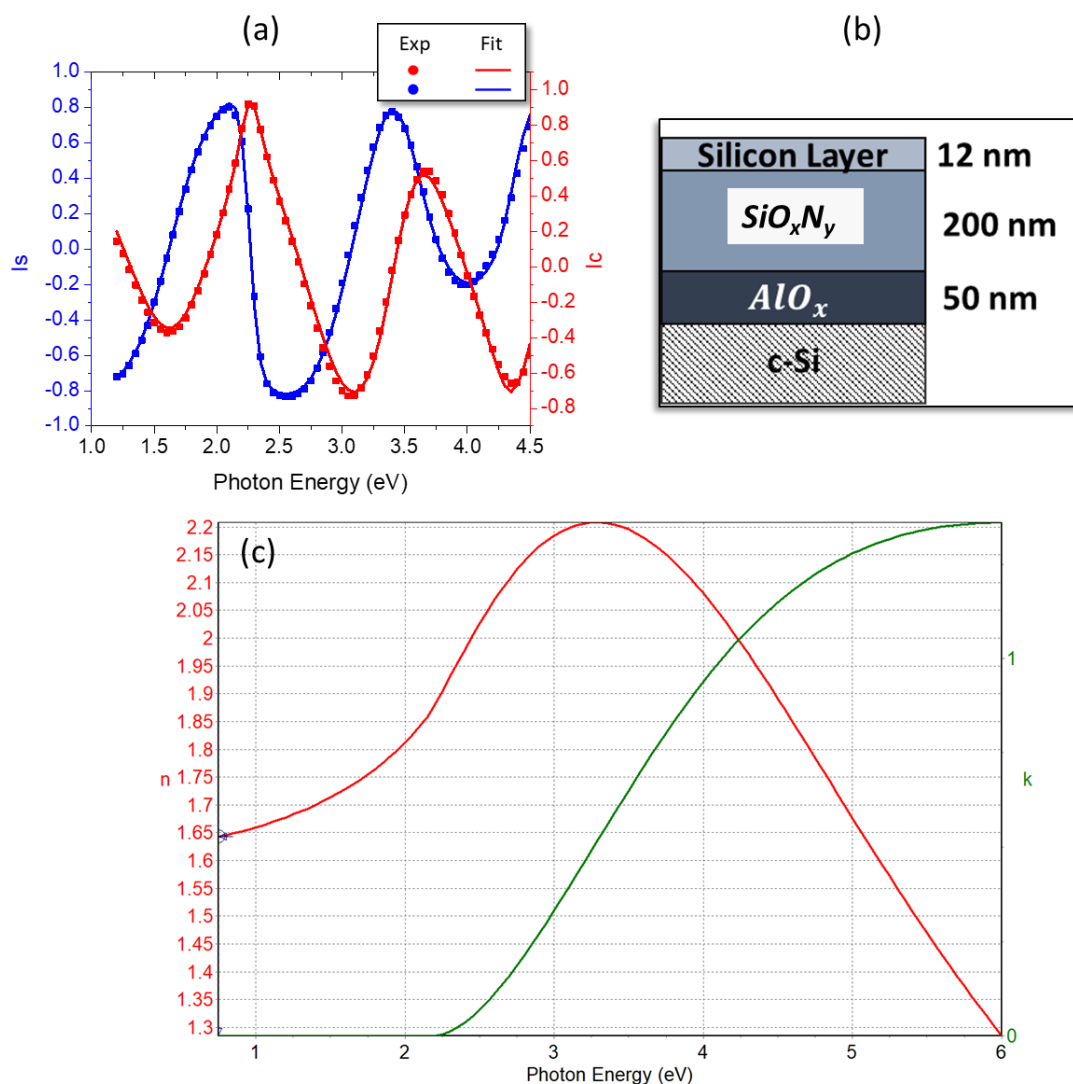 (a)
Exp Fit
1.0
0.8
0.6
0.4
0.2
0.0
-0.2
-0.4
-0.6
-0.8
-1.0
Is
1.0
0.8
0.6
0.4
0.2
0.0
-0.2
-0.4
-0.6
-0.8
Ic
1.0 1.5 2.0 2.5 3.0 3.5 4.0 4.5
Photon Energy (eV)
(b)
Silicon Layer 12 nm
SiOxNy 200 nm
AlOx 50 nm
c-Si
(c)
2.2
2.15
2.1
2.05
2
1.95
1.9
1.85
1.8
1.75
1.7
1.65
1.6
1.55
1.5
1.45
1.4
1.35
1.3
n
1
0
k
1 2 3 4 5 6
Photon Energy (eV)